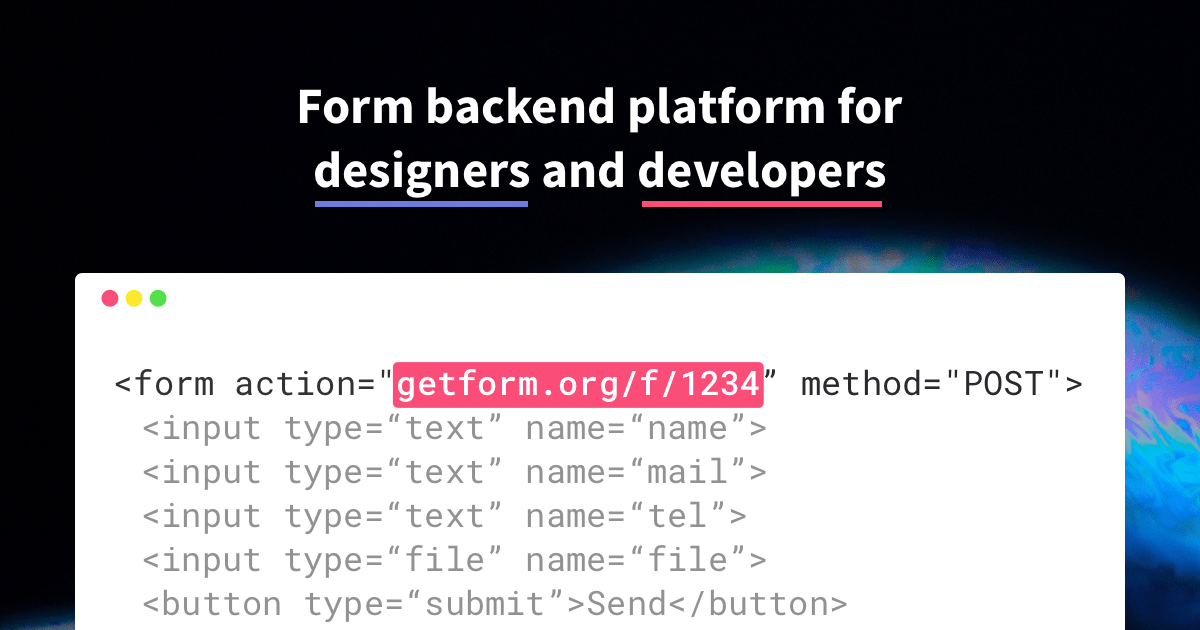 Form backend platform for
designers and developers
<form action="getform.org/f/1234” method="POST">
<input type=“text” name=“name”>
<input type=“text” name=“mail”>
<input type=“text” name=“tel”>
<input type=“file” name=“file”>
<button type=“submit”>Send</button>